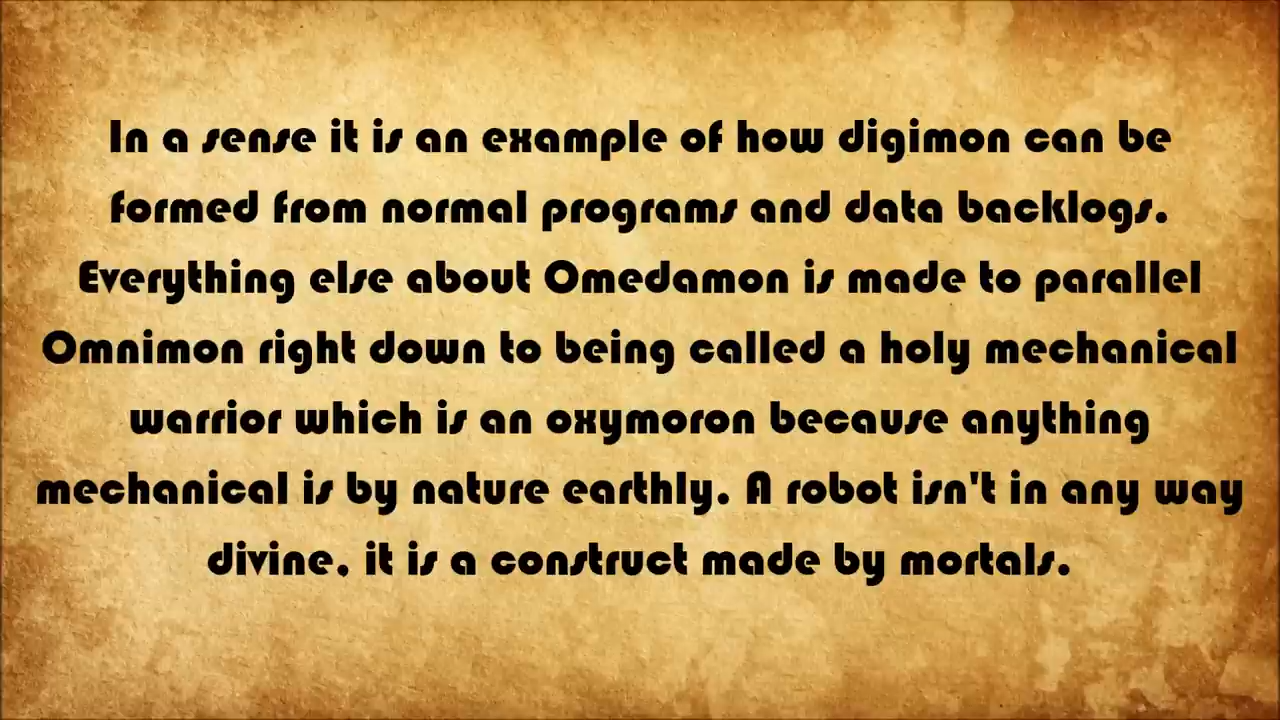 In a sense it is an example of how digimon can be
formed from normal programs and data backlogs.
Everything else about Omedamon is made to parallel
Omnimon right down to being called a holy mechanical
warrior which is an oxymoron because anything
mechanical is by nature earthly. A robot isn't in any way
divine, it is a construct made by mortals.